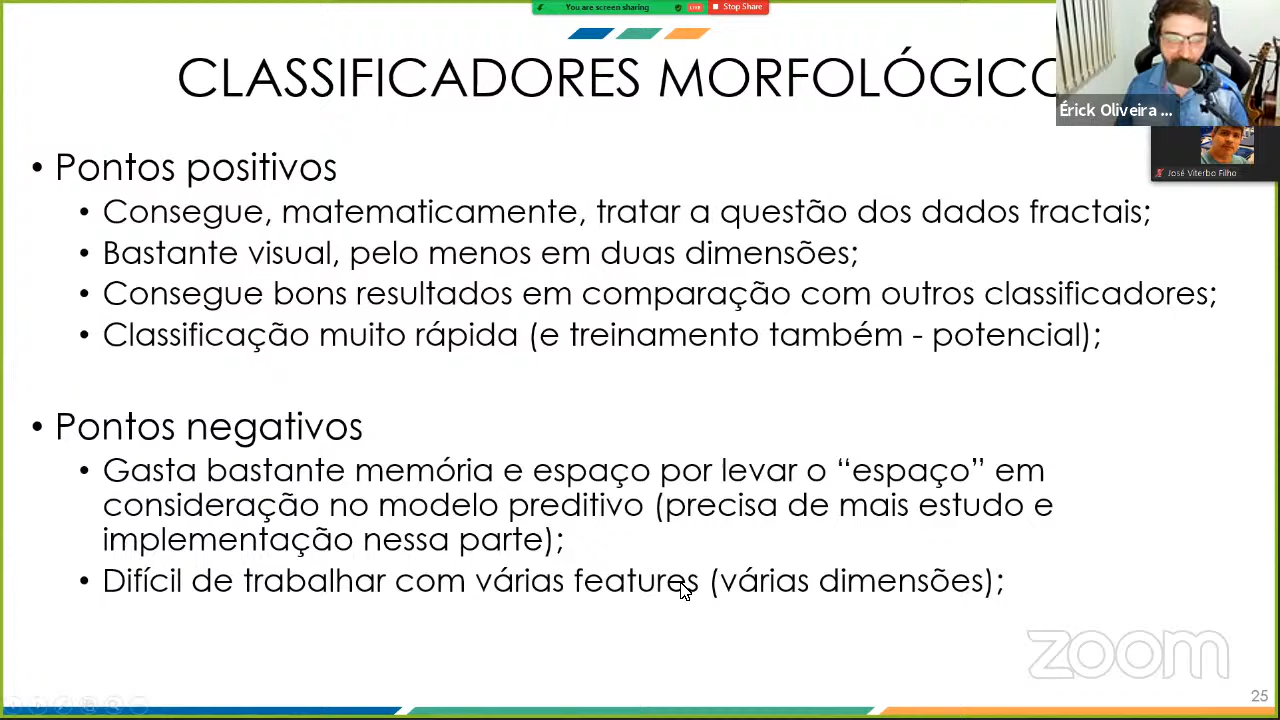 You are screen sharing LIVE Stop Share
CLASSIFICADORES MORFOLÓGICO
Érick Oliveira ...
José Viterbo Filho
• Pontos positivos
• Consegue, matematicamente, tratar a questão dos dados fractais;
• Bastante visual, pelo menos em duas dimensões;
• Consegue bons resultados em comparação com outros classificadores;
• Classificação muito rápida (e treinamento também - potencial);
• Pontos negativos
• Gasta bastante memória e espaço por levar o “espaço” em
consideração no modelo preditivo (precisa de mais estudo e
implementação nessa parte);
• Difícil de trabalhar com várias features (várias dimensões);
zoom
25